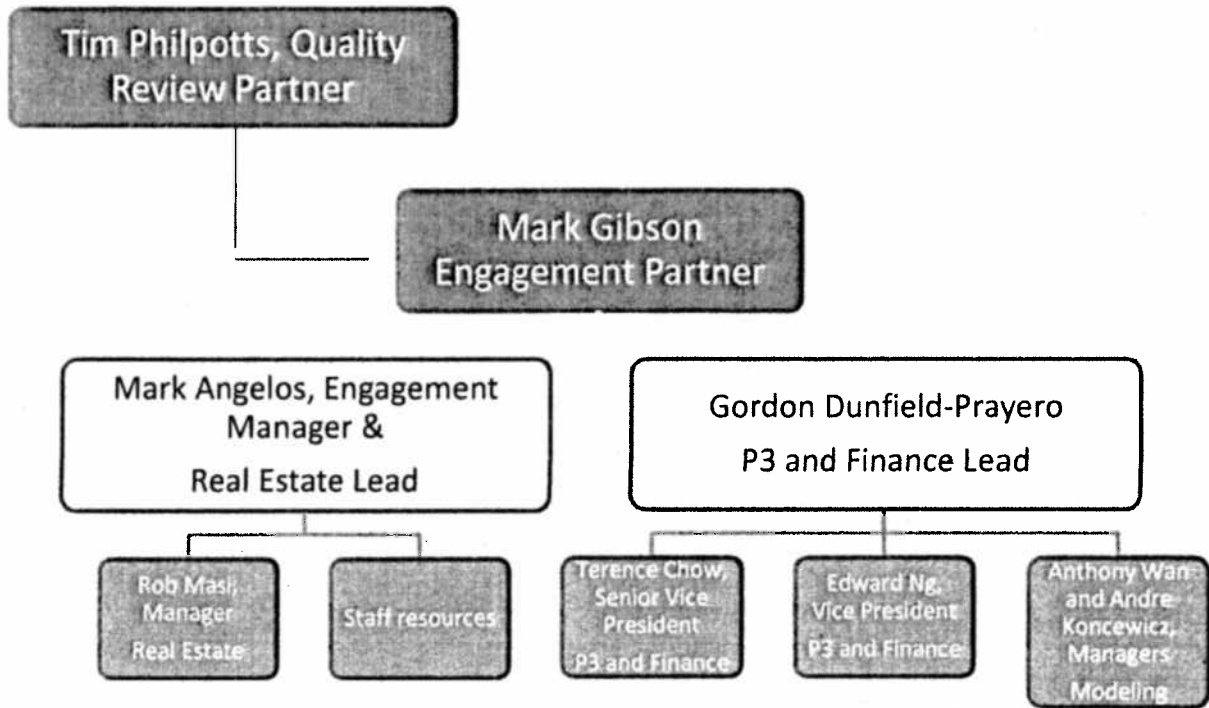 Tim Philpotts, Quality
Review Partner
Mark Gibson
Engagement Partner
Mark Angelos, Engagement
Manager &
Real Estate Lead
Gordon Dunfield-Prayero
P3 and Finance Lead
Rob Masi,
Manager
Real Estate
Staff resources
Terence Chow,
Senior Vice
President
P3 and Finance
Edward Ng,
Vice President
P3 and Finance
Anthony Wan
and Andre
Koncewicz,
Managers
Modeling